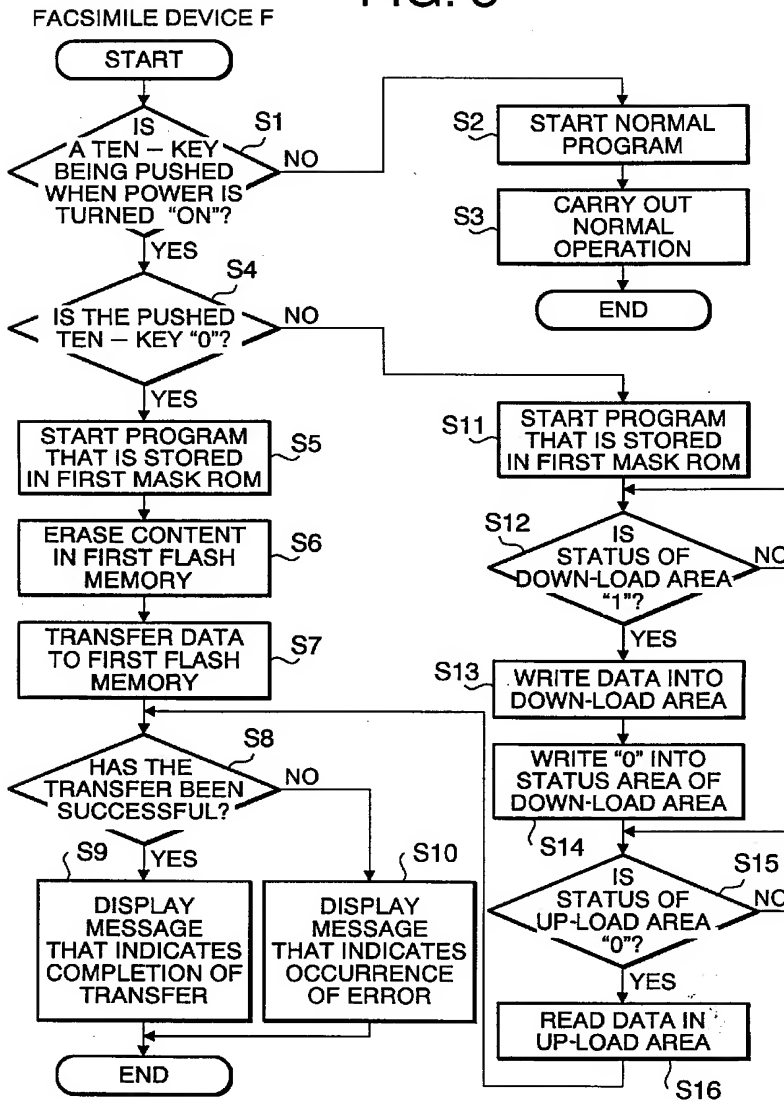 FIG.
FACSIMILE DEVICE F
START
IS
A TEN – KEY
BEING PUSHED
WHEN POWER IS
TURNED “ON”?
S1
NO
YES
S2
START NORMAL
PROGRAM
S3
CARRY OUT
NORMAL
OPERATION
END
S4
IS THE PUSHED
TEN – KEY “0”?
NO
YES
START PROGRAM
THAT IS STORED
IN FIRST MASK ROM
S5
ERASE CONTENT
IN FIRST FLASH
MEMORY
S6
TRANSFER DATA
TO FIRST FLASH
MEMORY
S7
S8
HAS THE
TRANSFER BEEN
SUCCESSFUL?
NO
YES
S9
DISPLAY
MESSAGE
THAT INDICATES
COMPLETION OF
TRANSFER
S10
DISPLAY
MESSAGE
THAT INDICATES
OCCURRENCE
OF ERROR
END
S11
START PROGRAM
THAT IS STORED
IN FIRST MASK ROM
S12
IS
STATUS OF
DOWN-LOAD AREA
“1”?
NO
YES
S13
WRITE DATA INTO
DOWN-LOAD AREA
WRITE “0” INTO
STATUS AREA OF
DOWN-LOAD AREA
S14
S15
IS
STATUS OF
UP-LOAD AREA
“0”?
NO
YES
READ DATA IN
UP-LOAD AREA
S16